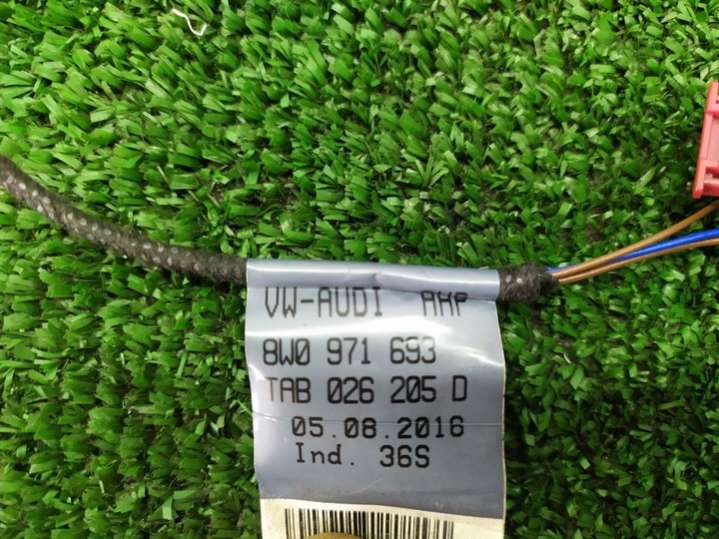 VW-AUDI AHP
8W0 971 693
TAB 026 205 D
05.08.2016
Ind. 36S